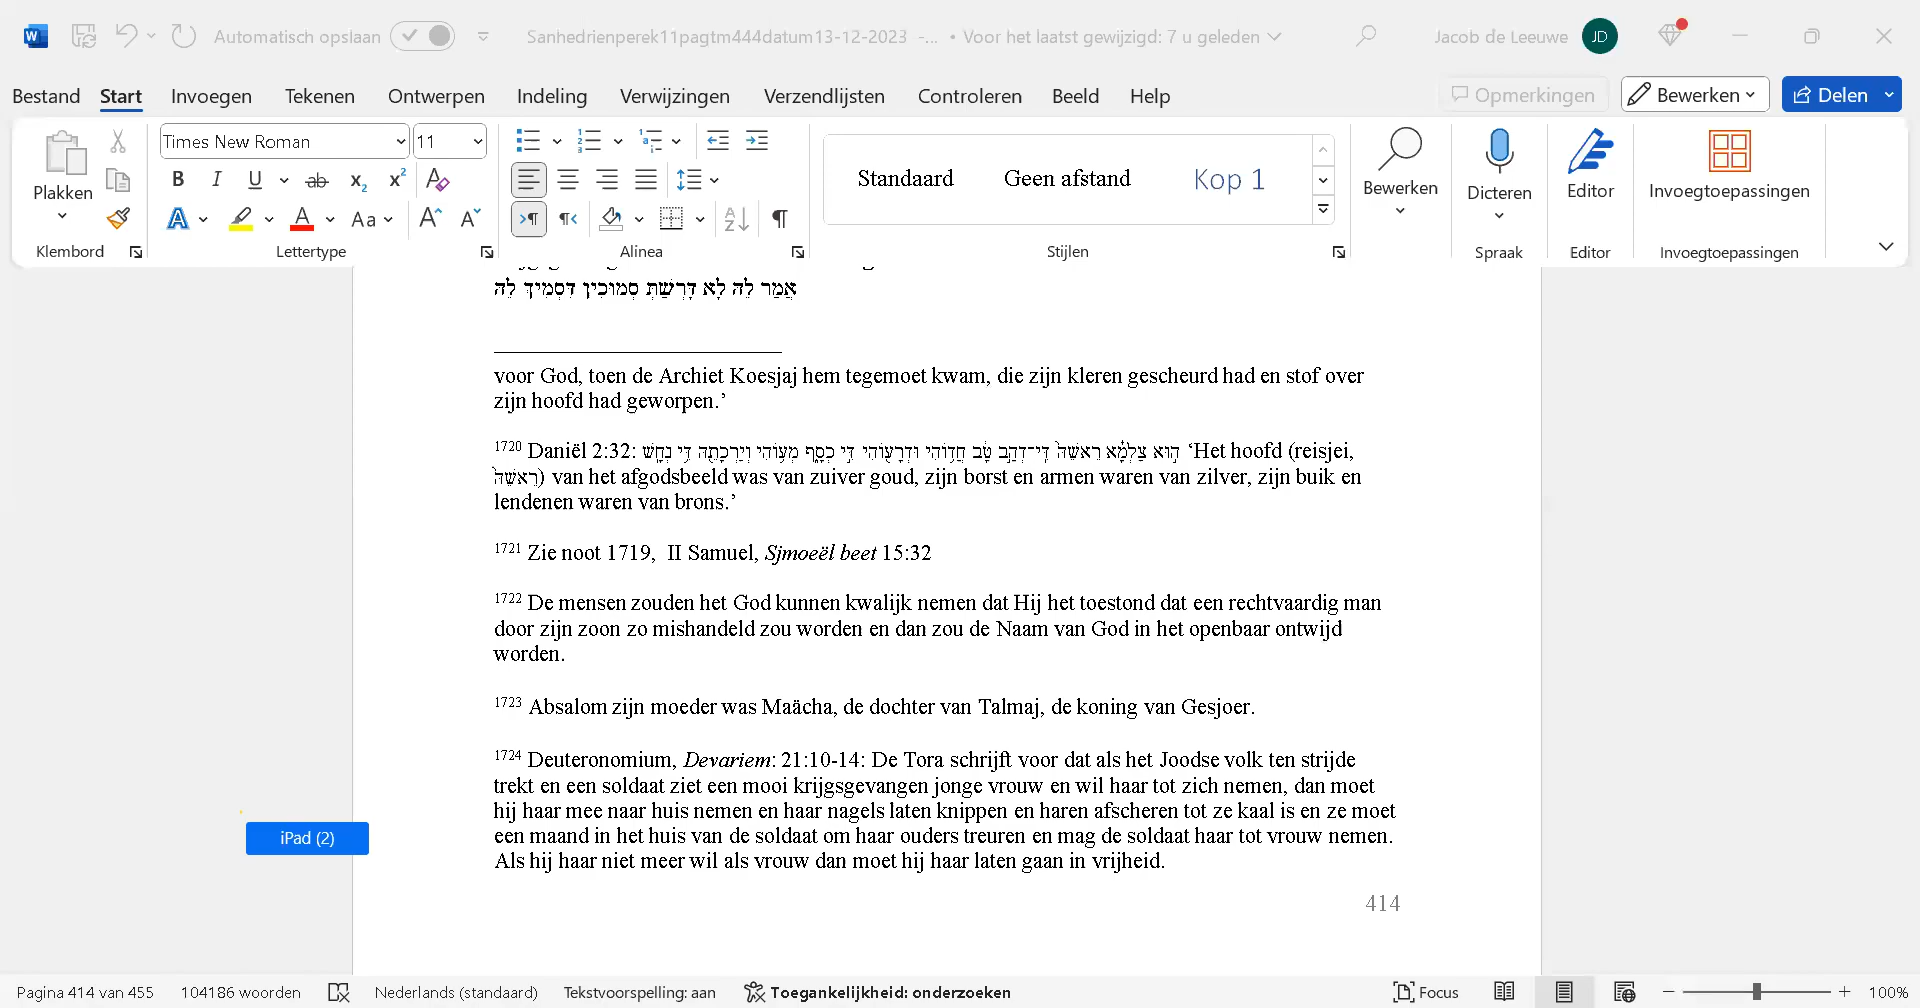 Automatisch opslaan
Sanhedrienperek11pagtm444datum13-12-2023 -... • Voor het laatst gewijzigd: 7 u geleden
Jacob de Leeuwe JD
Bestand Start Invoegen Tekenen Ontwerpen Indeling Verwijzingen Verzendlijsten Controleren Beeld Help
Opmerkingen Bewerken Delen
Plakken
Klembord
Times New Roman 11
Lettertype
Alinea
Standaard Geen afstand Kop 1
Stijlen
Bewerken
Dicteren
Spraak
Editor
Editor
Invoegtoepassingen
Invoegtoepassingen
אֲמַר לֵהּ לָא דָּרְשַׁתְּ סְמוּכִין דִּסְמִיךְ לֵהּ
voor God, toen de Archiet Koesjaj hem tegemoet kwam, die zijn kleren gescheurd had en stof over
zijn hoofd had geworpen.’
1720 Daniël 2:32: ה֣וּא צַלְמָ֗א רֵאשֵׁהּ֙ דִּֽי־דְהַ֣ב טָ֔ב חֲד֥וֹהִי וּדְרָע֖וֹהִי דִּ֣י כְסַ֑ף מְע֥וֹהִי וְיַרְכָתֵ֖הּ דִּ֥י נְחָֽשׁ ‘Het hoofd (reisjei,
רֵאשֵׁהּ֙) van het afgodsbeeld was van zuiver goud, zijn borst en armen waren van zilver, zijn buik en
lendenen waren van brons.’
1721 Zie noot 1719, II Samuel, Sjmoeël beet 15:32
1722 De mensen zouden het God kunnen kwalijk nemen dat Hij het toestond dat een rechtvaardig man
door zijn zoon zo mishandeld zou worden en dan zou de Naam van God in het openbaar ontwijd
worden.
1723 Absalom zijn moeder was Maächa, de dochter van Talmaj, de koning van Gesjoer.
1724 Deuteronomium, Devariem: 21:10-14: De Tora schrijft voor dat als het Joodse volk ten strijde
trekt en een soldaat ziet een mooi krijgsgevangen jonge vrouw en wil haar tot zich nemen, dan moet
hij haar mee naar huis nemen en haar nagels laten knippen en haren afscheren tot ze kaal is en ze moet
een maand in het huis van de soldaat om haar ouders treuren en mag de soldaat haar tot vrouw nemen.
Als hij haar niet meer wil als vrouw dan moet hij haar laten gaan in vrijheid.
iPad (2)
414
Pagina 414 van 455 104186 woorden Nederlands (standaard) Tekstvoorspelling: aan Toegankelijkheid: onderzoeken Focus 100%